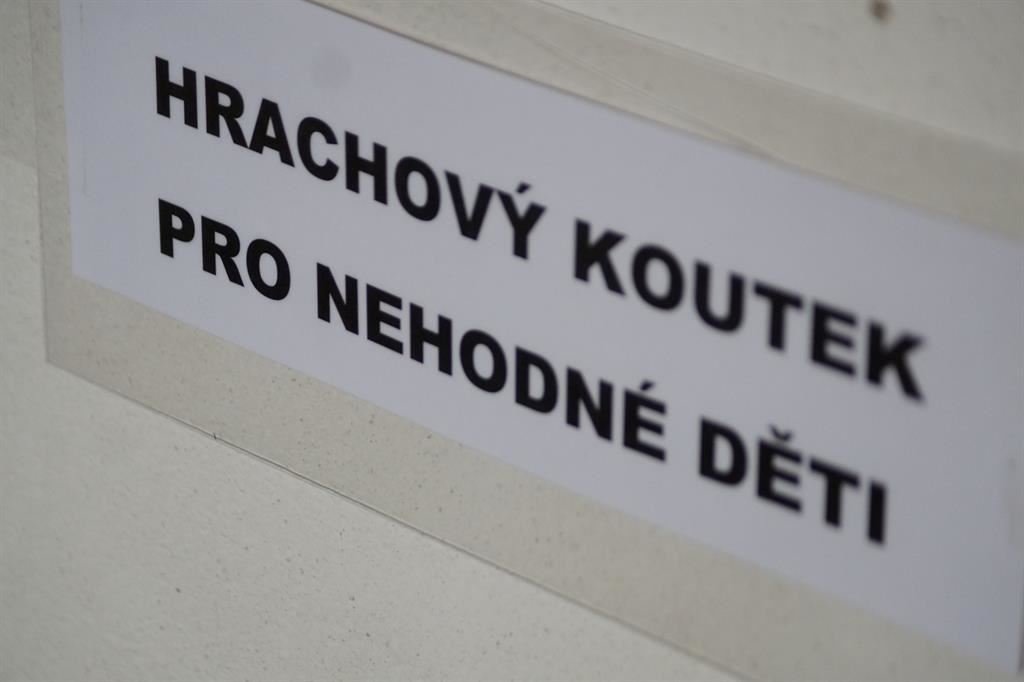 HRACHOVÝ KOUTEK
PRO NEHODNÉ DĚTI